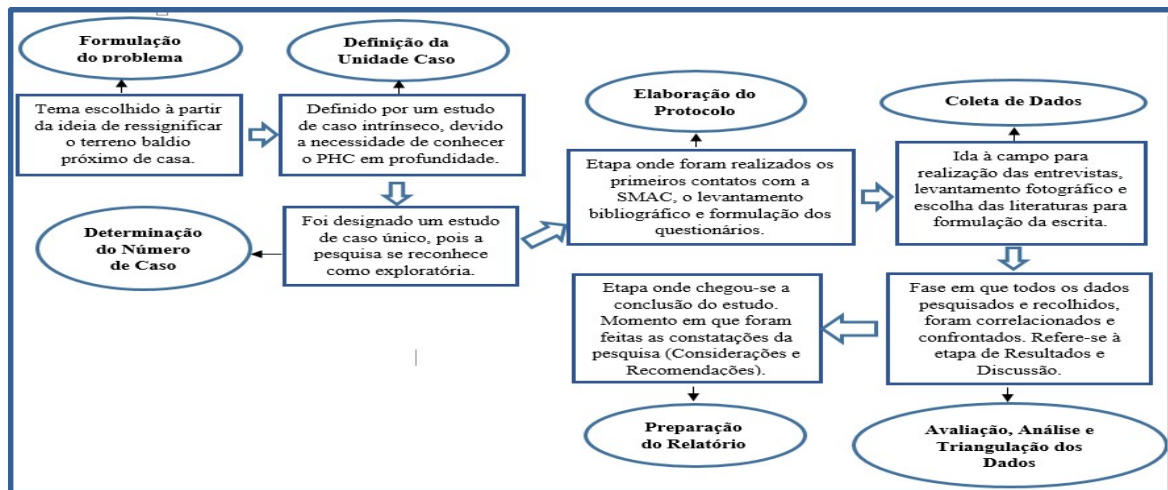 Formulação
do problema
Tema escolhido à partir
da ideia de ressignificar
o terreno baldio
próximo de casa.
Definição da
Unidade Caso
Definido por um estudo
de caso intrínseco, devido
a necessidade de conhecer
o PHC em profundidade.
Determinação
do Número
de Caso
Foi designado um estudo
de caso único, pois a
pesquisa se reconhece
como exploratória.
Elaboração do
Protocolo
Etapa onde foram realizados os
primeiros contatos com a
SMAC, o levantamento
bibliográfico e formulação dos
questionários.
Coleta de Dados
Ida à campo para
realização das entrevistas,
levantamento fotográfico e
escolha das literaturas para
formulação da escrita.
Fase em que todos os dados
pesquisados e recolhidos,
foram correlacionados e
confrontados. Refere-se à
etapa de Resultados e
Discussão.
Avaliação, Análise e
Triangulação dos
Dados
Etapa onde chegou-se a
conclusão do estudo.
Momento em que foram
feitas as constatações da
pesquisa (Considerações e
Recomendações).
Preparação
do Relatório